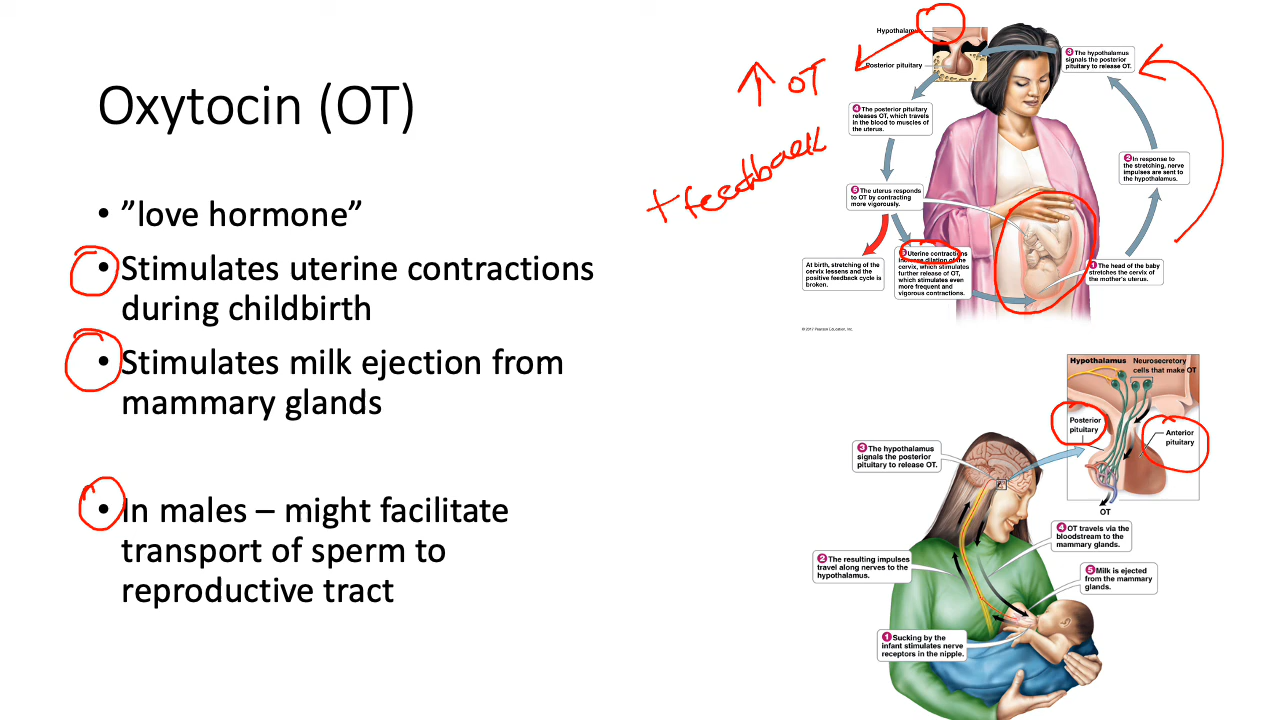 Oxytocin (OT)
• ”love hormone”
• Stimulates uterine contractions
during childbirth
• Stimulates milk ejection from
mammary glands
• In males – might facilitate
transport of sperm to
reproductive tract
↑ OT
+ feedback
Posterior pituitary
3 The hypothalamus
signals the posterior
pituitary to release OT.
4 The posterior pituitary
releases OT, which travels
in the blood to muscles of
the uterus.
2 In response to
the stretching, nerve
impulses are sent to
the hypothalamus.
5 The uterus responds
to OT by contracting
more vigorously.
At birth, stretching of the
cervix lessens and the
positive feedback cycle is
broken.
Uterine contractions
increase dilation of the
cervix, which stimulates
further release of OT,
which stimulates even
more frequent and
vigorous contractions.
1 The head of the baby
stretches the cervix of
the mother's uterus.
© 2017 Pearson Education, Inc.
Hypothalamus
Neurosecretory
cells that make OT
Posterior
pituitary
Anterior
pituitary
OT
3 The hypothalamus
signals the posterior
pituitary to release OT.
4 OT travels via the
bloodstream to the
mammary glands.
2 The resulting impulses
travel along nerves to the
hypothalamus.
5 Milk is ejected
from the mammary
glands.
1 Sucking by the
infant stimulates nerve
receptors in the nipple.